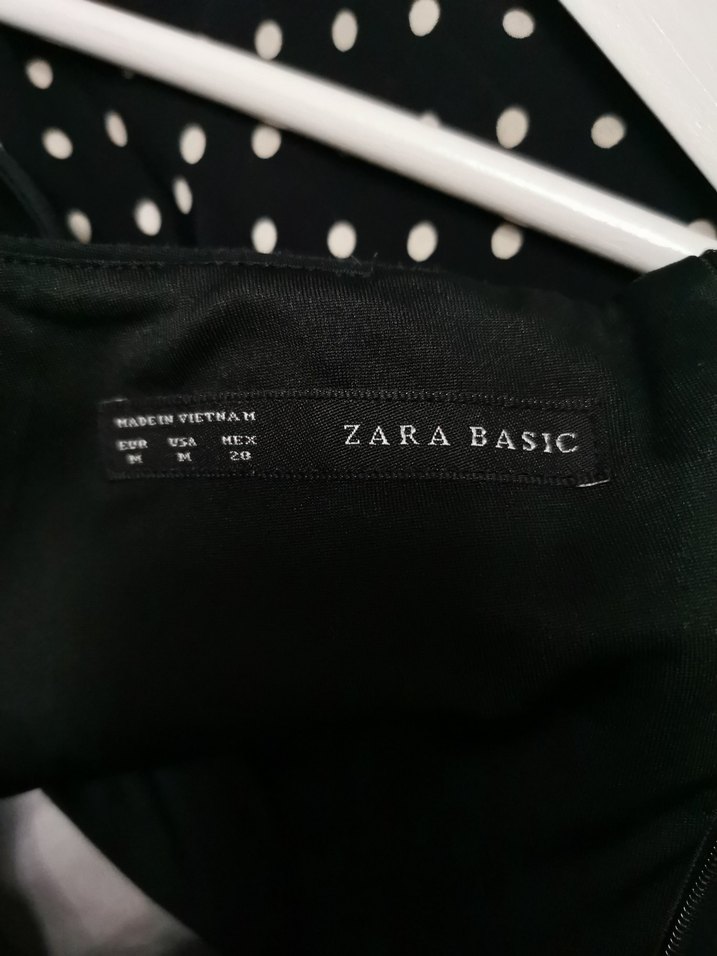 MADE IN VIETNAM
EUR USA MEX
M M 28
ZARA BASIC